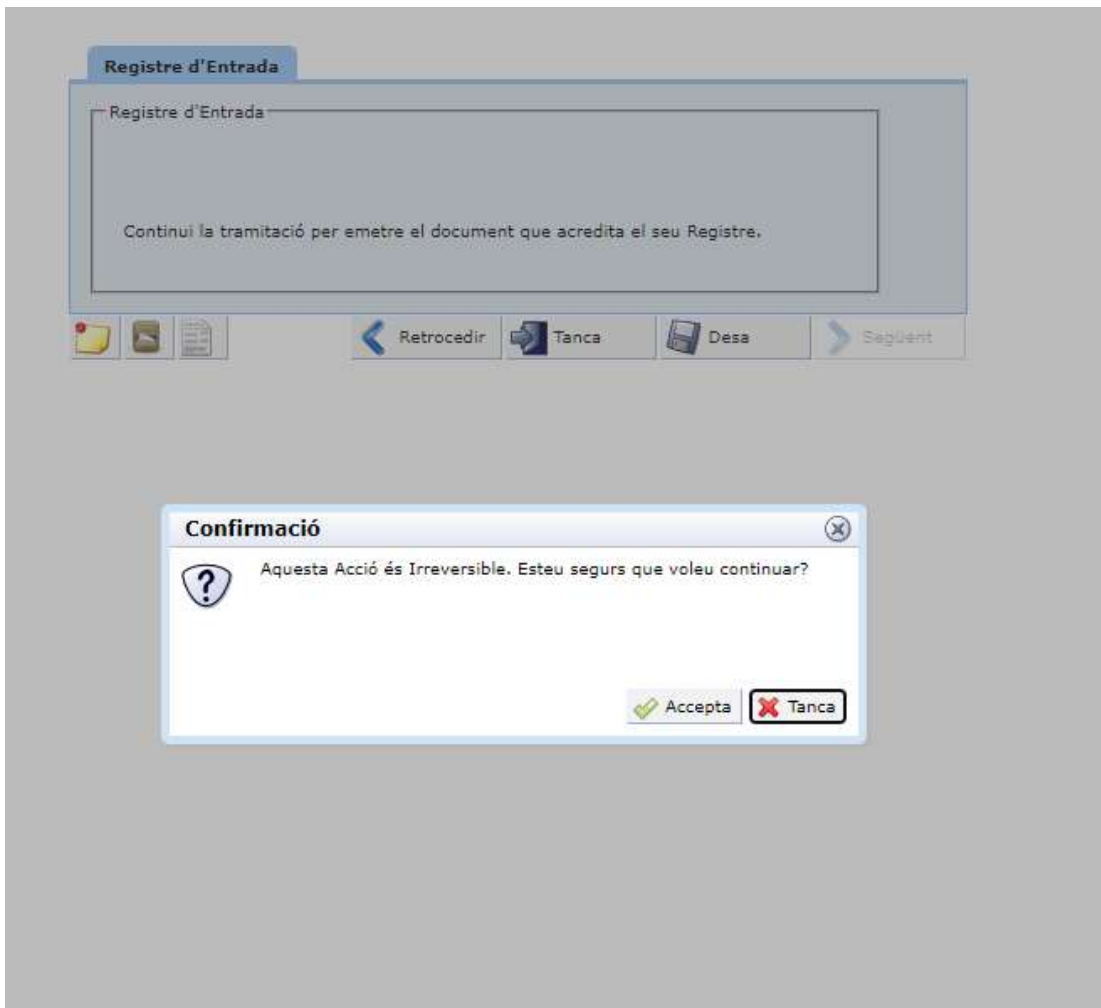 Registre d'Entrada
Registre d'Entrada
Continui la tramitació per emetre el document que acredita el seu Registre.
Retrocedir Tanca Desa Següent
Confirmació
Aquesta Acció és Irreversible. Esteu segurs que voleu continuar?
Accepta Tanca